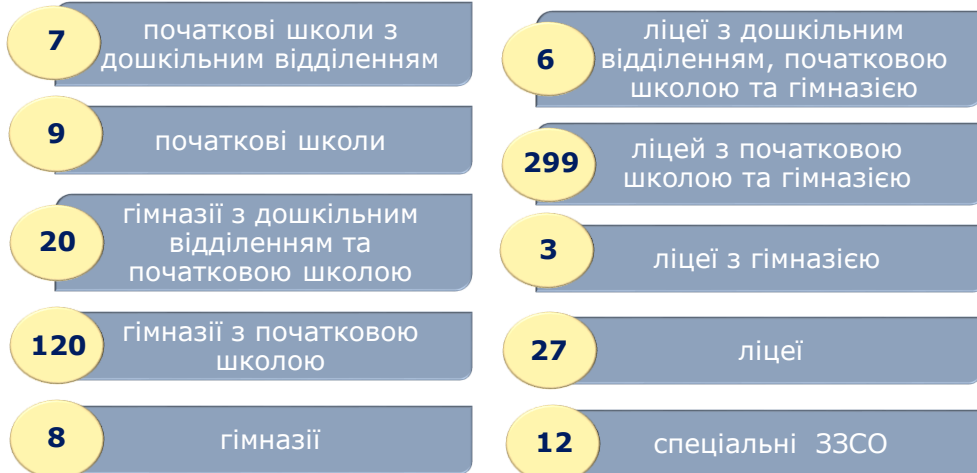 7
початкові школи з
дошкільним відділенням
9
початкові школи
20
гімназії з дошкільним
відділенням та
початковою школою
120
гімназії з початковою
школою
8
гімназії
6
ліцеї з дошкільним
відділенням, початковою
школою та гімназією
299
ліцей з початковою
школою та гімназією
3
ліцеї з гімназією
27
ліцеї
12
спеціальні ЗЗСО